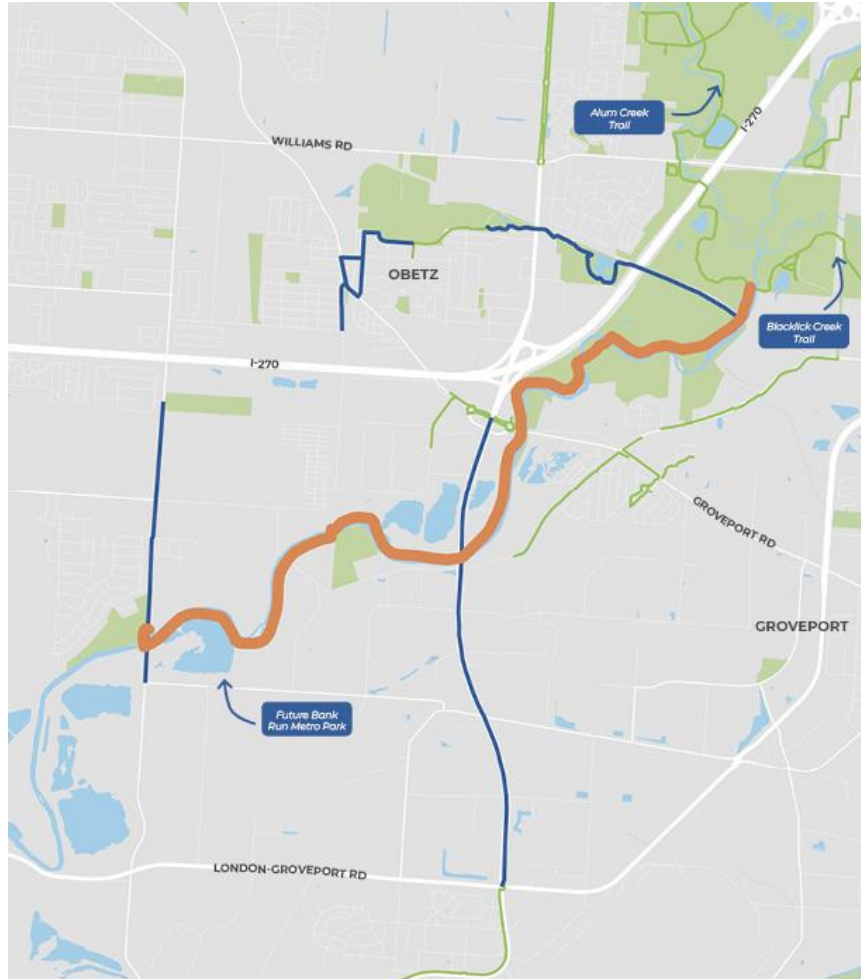 Alum Creek
Trail
I-270
WILLIAMS RD
OBETZ
Blacklick Creek
Trail
I-270
GROVEPORT RD
GROVEPORT
Future Bank
Run Metro Park
LONDON-GROVEPORT RD